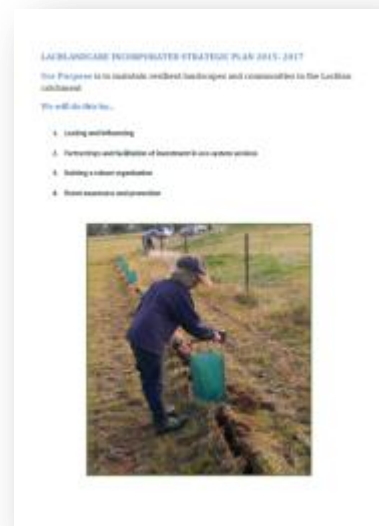 LACHLANDCARE INCORPORATED STRATEGIC PLAN 2015-2017
Our Purpose is to maintain resilient landscapes and communities in the Lachlan
catchment
We will do this by...
1. Leading and influencing
2. Partnerships and facilitation of investment in eco-system services
3. Building a robust organisation
4. Brand awareness and promotion